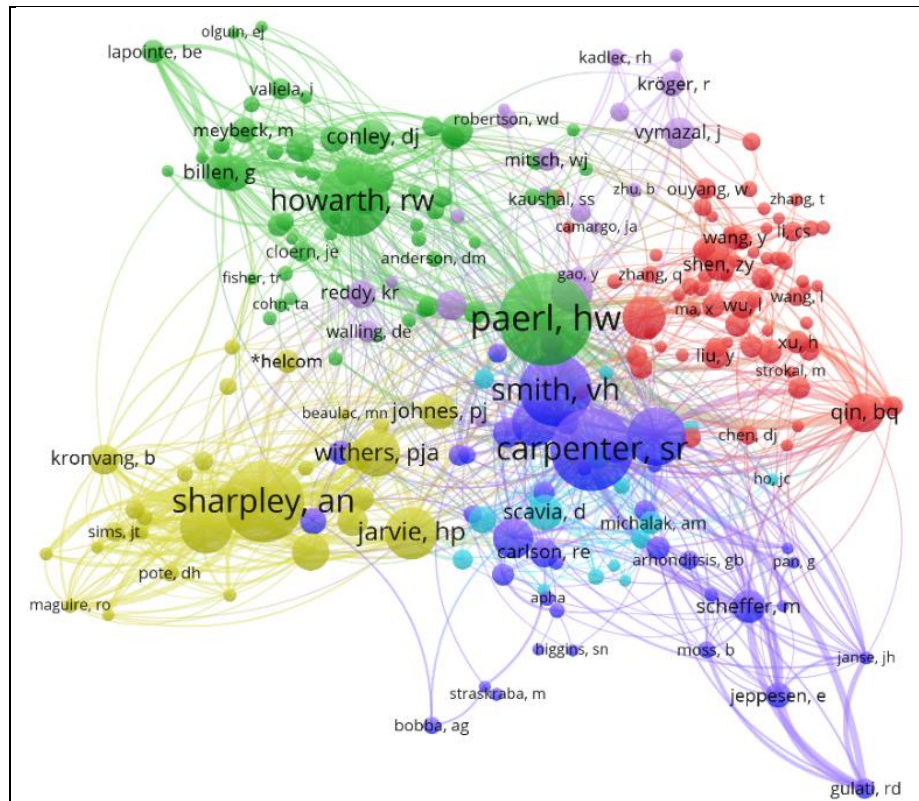 olguin, ej
lapointe, be
kadlec, rh
kröger, r
valiela, i
meybeck, m
conley, dj
robertson, wd
vymazal, j
billen, g
mitsch, wj
howarth, rw
kaushal, ss
zhu, b
ouyang, w
zhang, t
camargo, ja
wang, y
li, cs
cloern, je
anderson, dm
shen, zy
fisher, tr
reddy, kr
gao, y
zhang, q
cohn, ta
ma, x
wu, l
wang, l
walling, de
paerl, hw
xu, h
*helcom
liu, y
strokal, m
smith, vh
beaulac, mn
johnes, pj
qin, bq
chen, dj
withers, pja
carpenter, sr
kronvang, b
ho, jc
sharpley, an
scavia, d
michalak, am
sims, jt
jarvie, hp
carlson, re
arhonditsis, gb
pan, g
pote, dh
apha
scheffer, m
maguire, ro
higgins, sn
moss, b
janse, jh
straskraba, m
jeppesen, e
bobba, ag
gulati, rd